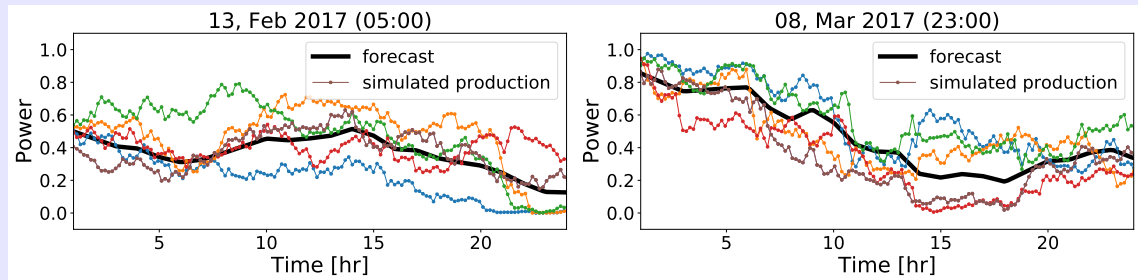 13, Feb 2017 (05:00)
1.0
0.8
0.6
0.4
0.2
0.0
Power
forecast
simulated production
5
10
15
20
Time [hr]
08, Mar 2017 (23:00)
1.0
0.8
0.6
0.4
0.2
0.0
Power
forecast
simulated production
5
10
15
20
Time [hr]